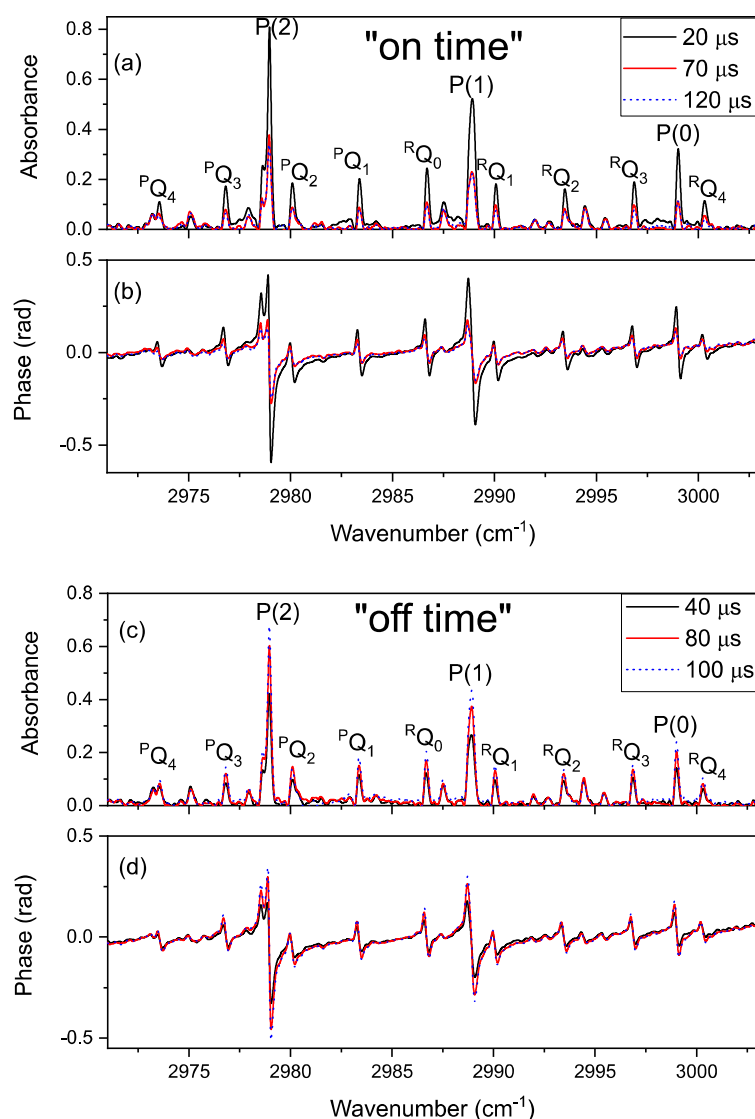 (a)
"on time"
20 μs
70 μs
120 μs
P(2)
P(1)
P(0)
ᴾQ₄
ᴾQ₃
ᴾQ₂
ᴾQ₁
ᴿQ₀
ᴿQ₁
ᴿQ₂
ᴿQ₃
ᴿQ₄
Absorbance
0.8
0.6
0.4
0.2
0.0
(b)
Phase (rad)
0.5
0.0
-0.5
2975 2980 2985 2990 2995 3000
Wavenumber (cm⁻¹)
(c)
"off time"
40 μs
80 μs
100 μs
P(2)
P(1)
P(0)
ᴾQ₄
ᴾQ₃
ᴾQ₂
ᴾQ₁
ᴿQ₀
ᴿQ₁
ᴿQ₂
ᴿQ₃
ᴿQ₄
Absorbance
0.8
0.6
0.4
0.2
0.0
(d)
Phase (rad)
0.5
0.0
-0.5
2975 2980 2985 2990 2995 3000
Wavenumber (cm⁻¹)